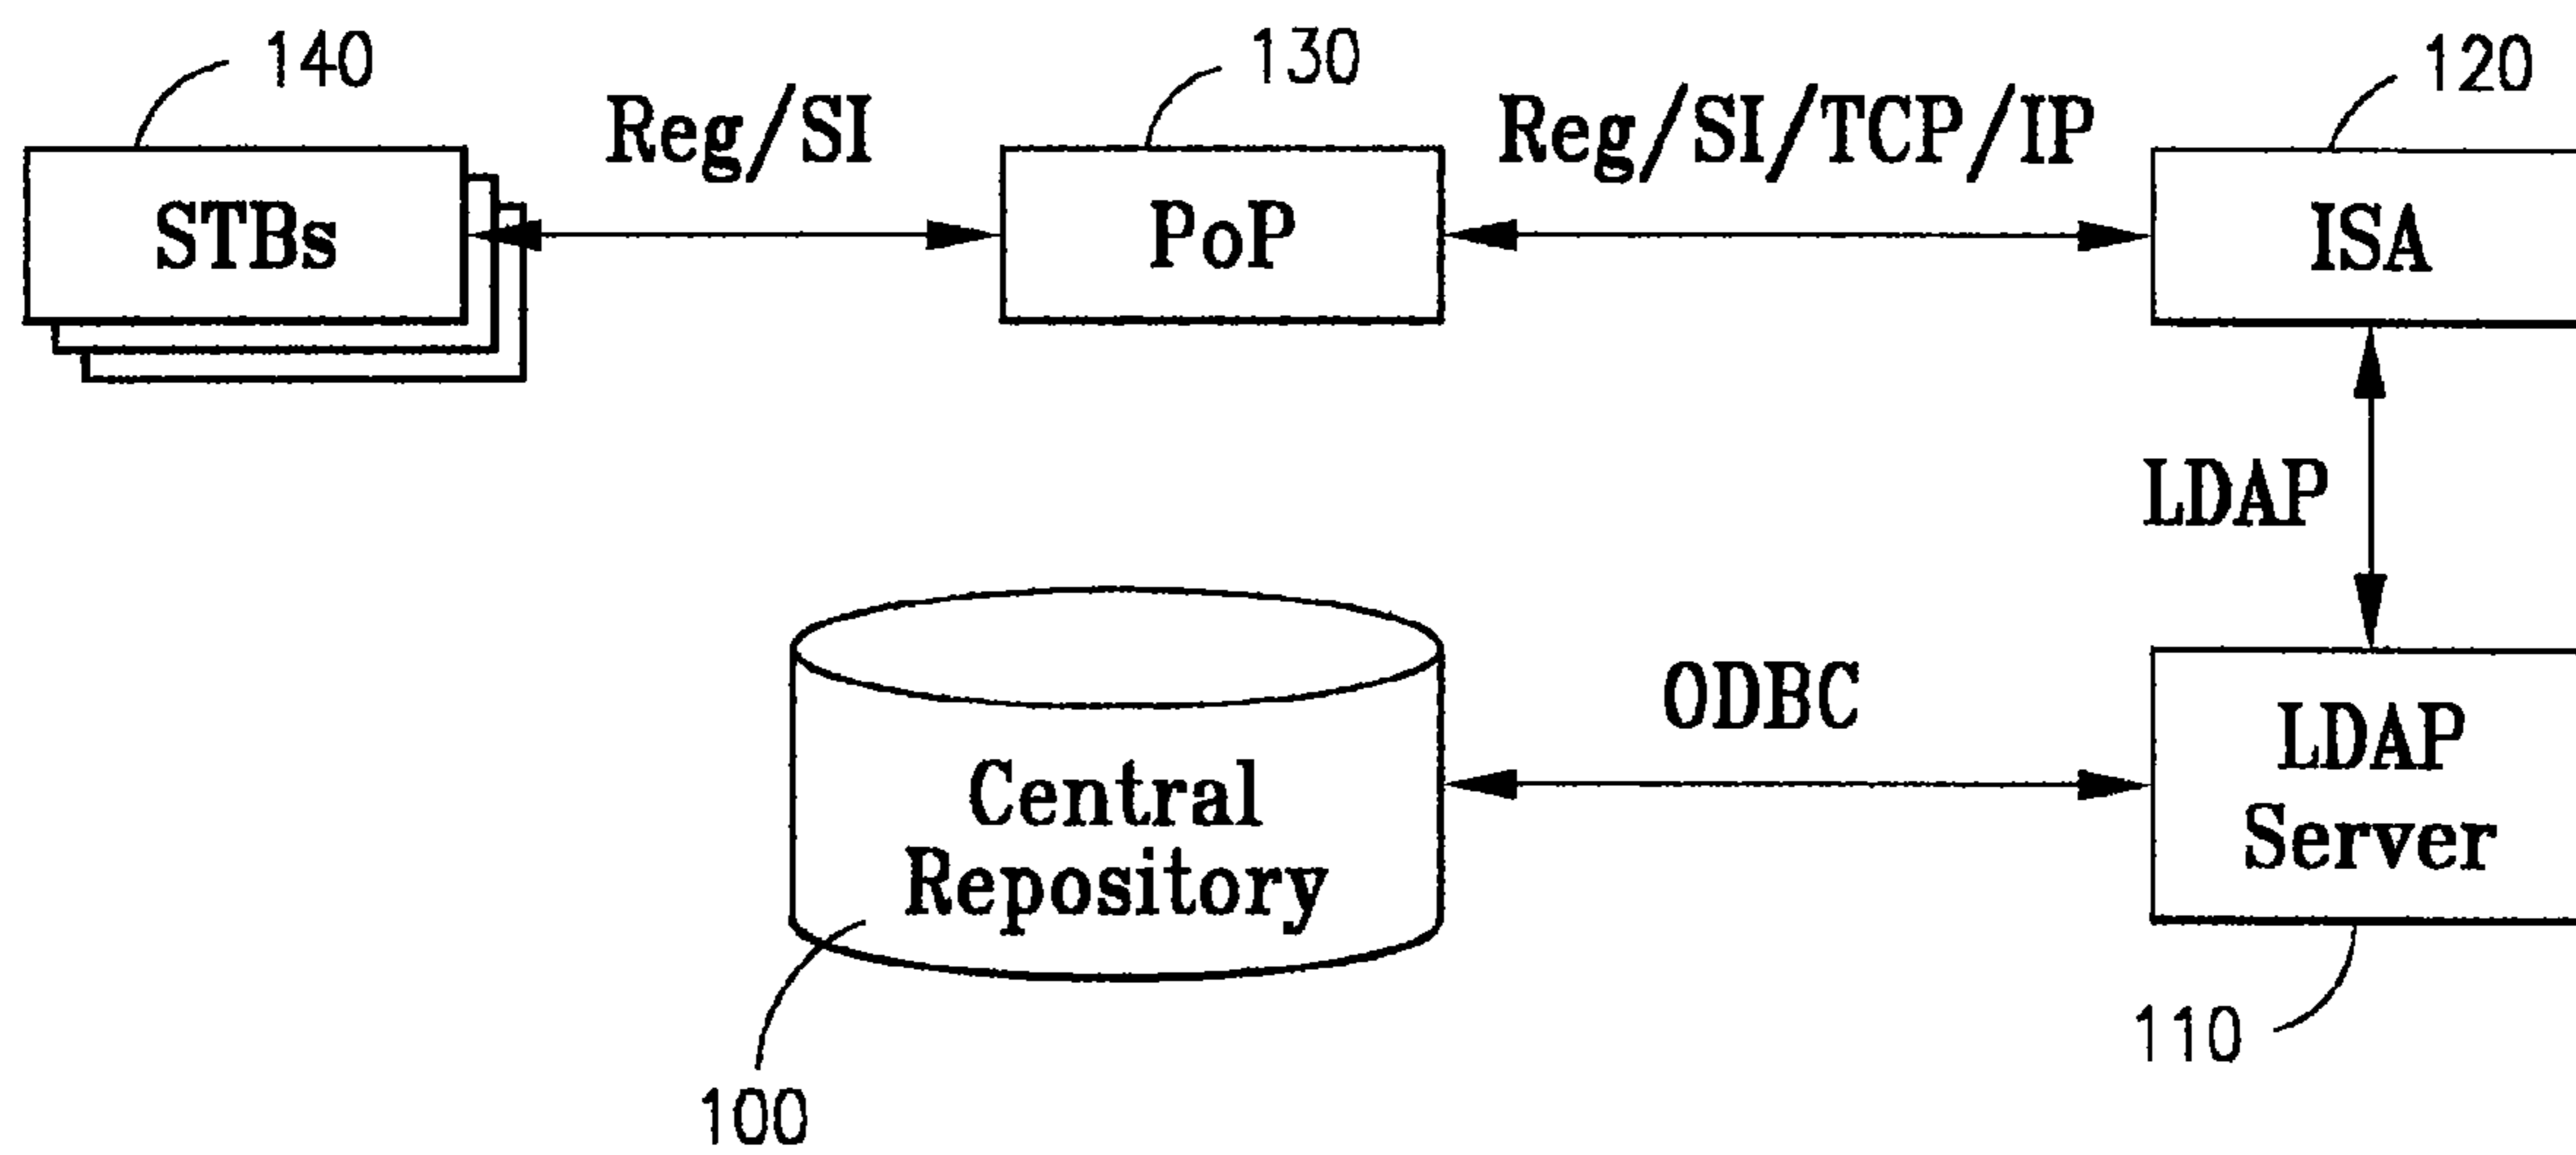 140
130
120
Reg/SI
Reg/SI/TCP/IP
STBs
PoP
ISA
LDAP
ODBC
Central
Repository
LDAP
Server
100
110